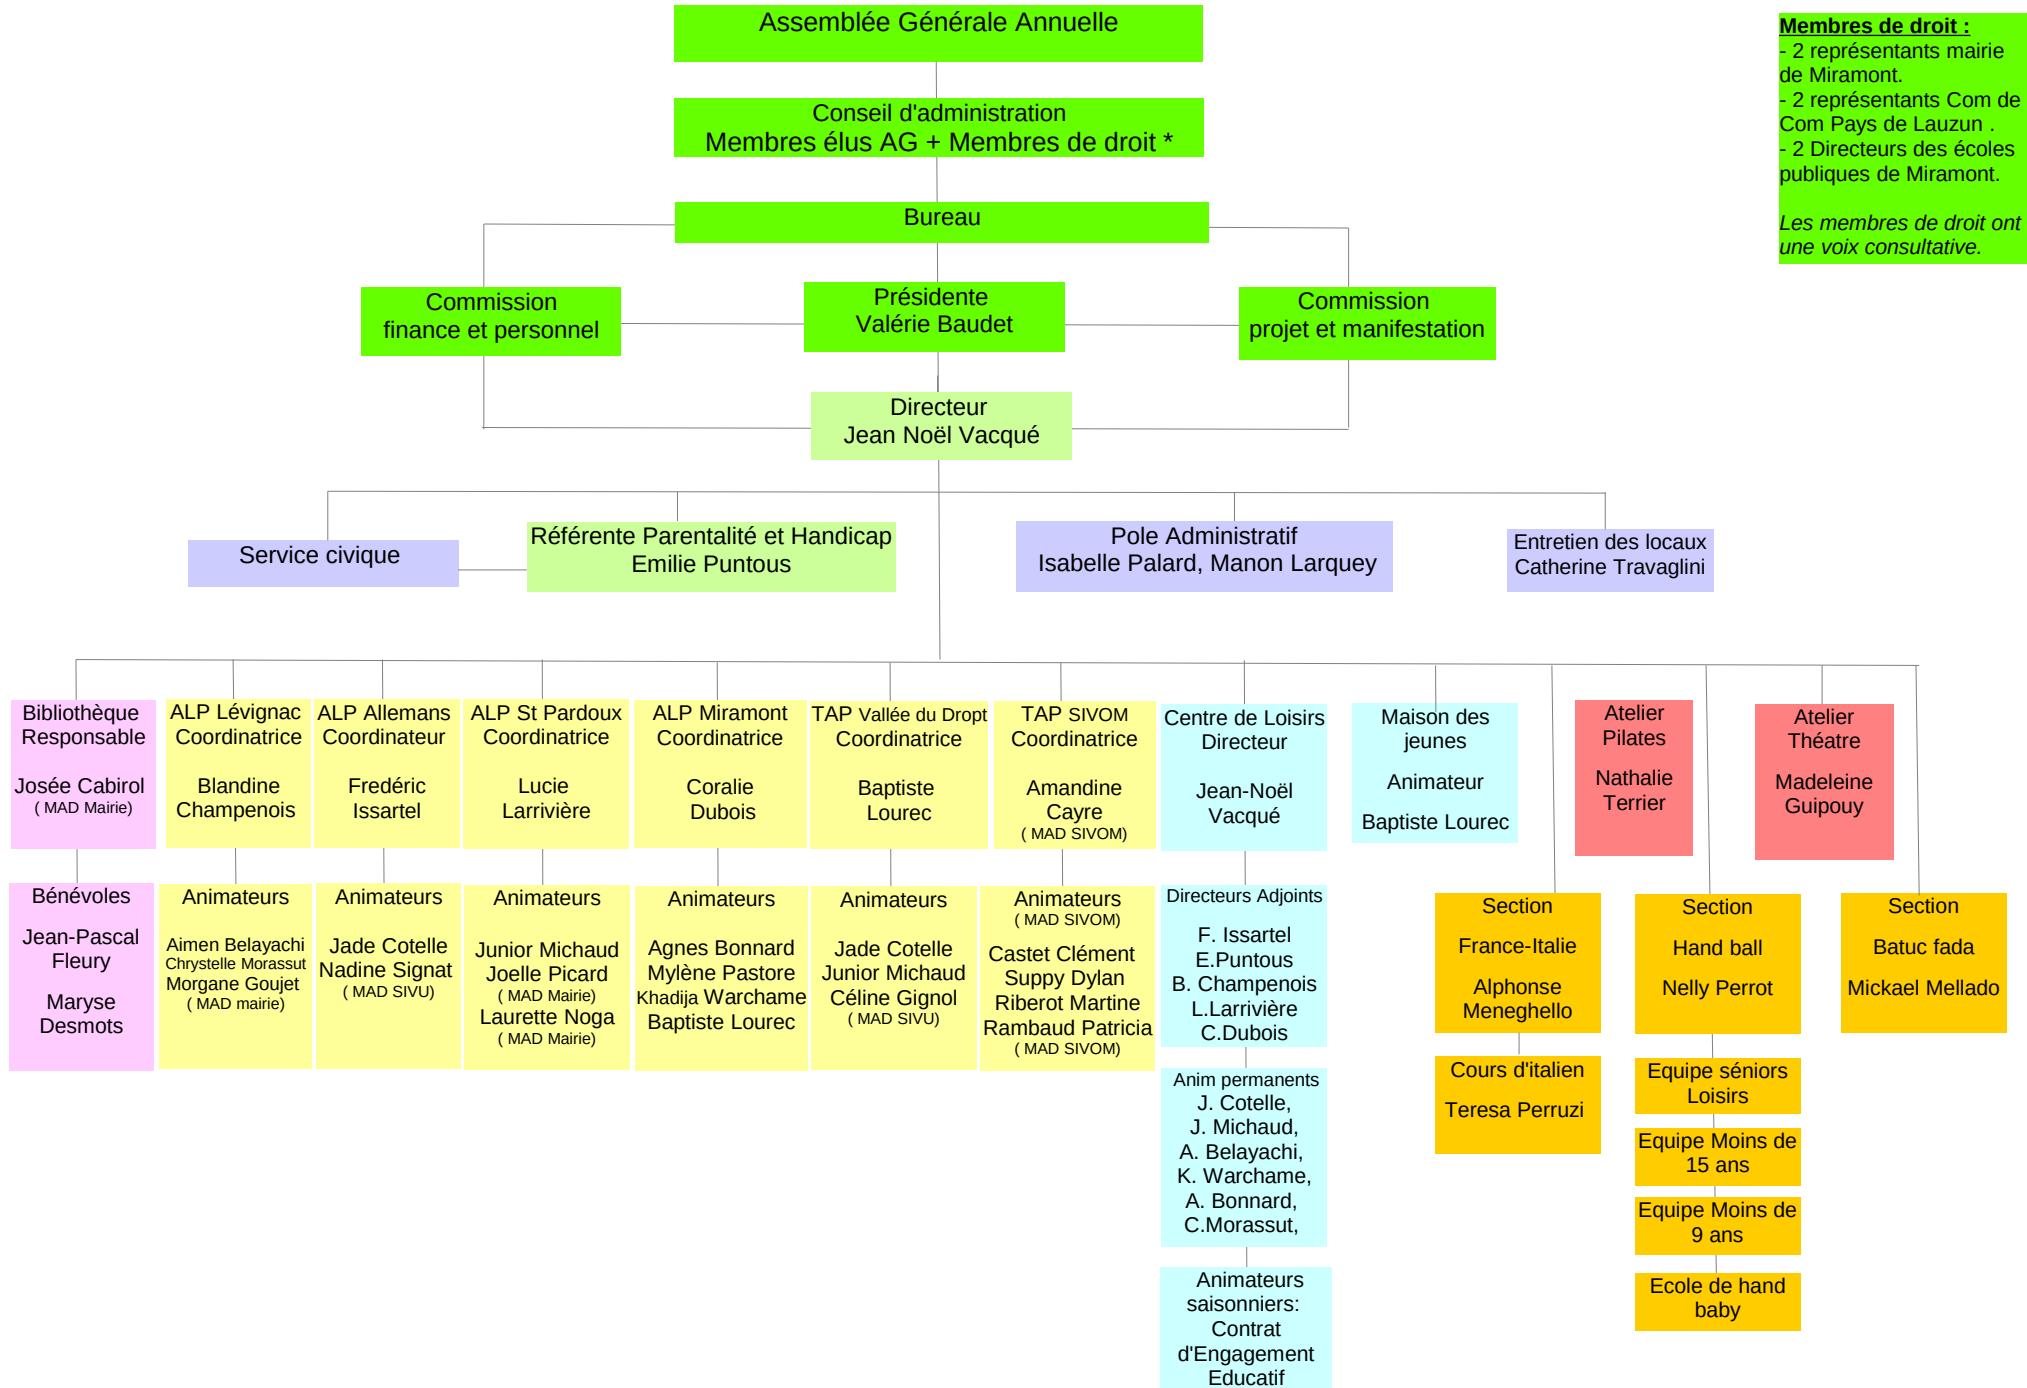 Assemblée Générale Annuelle
Membres de droit :
- 2 représentants mairie
de Miramont.
- 2 représentants Com de
Com Pays de Lauzun .
- 2 Directeurs des écoles
publiques de Miramont.
Les membres de droit ont
une voix consultative.
Conseil d'administration
Membres élus AG + Membres de droit *
Bureau
Commission
finance et personnel
Présidente
Valérie Baudet
Commission
projet et manifestation
Directeur
Jean Noël Vacqué
Service civique
Référente Parentalité et Handicap
Emilie Puntous
Pole Administratif
Isabelle Palard, Manon Larquey
Entretien des locaux
Catherine Travaglini
Bibliothèque
Responsable
Josée Cabirol
( MAD Mairie)
Bénévoles
Jean-Pascal
Fleury
Maryse
Desmots
ALP Lévignac
Coordinatrice
Blandine
Champenois
Animateurs
Aimen Belayachi
Chrystelle Morassut
Morgane Goujet
( MAD mairie)
ALP Allemans
Coordinateur
Fredéric
Issartel
Animateurs
Jade Cotelle
Nadine Signat
( MAD SIVU)
ALP St Pardoux
Coordinatrice
Lucie
Larrivière
Animateurs
Junior Michaud
Joelle Picard
( MAD Mairie)
Laurette Noga
( MAD Mairie)
ALP Miramont
Coordinatrice
Coralie
Dubois
Animateurs
Agnes Bonnard
Mylène Pastore
Khadija Warchame
Baptiste Lourec
TAP Vallée du Dropt
Coordinatrice
Baptiste
Lourec
Animateurs
Jade Cotelle
Junior Michaud
Céline Gignol
( MAD SIVU)
TAP SIVOM
Coordinatrice
Amandine
Cayre
( MAD SIVOM)
Animateurs
( MAD SIVOM)
Castet Clément
Suppy Dylan
Riberot Martine
Rambaud Patricia
( MAD SIVOM)
Centre de Loisirs
Directeur
Jean-Noël
Vacqué
Directeurs Adjoints
F. Issartel
E.Puntous
B. Champenois
L.Larrivière
C.Dubois
Anim permanents
J. Cotelle,
J. Michaud,
A. Belayachi,
K. Warchame,
A. Bonnard,
C.Morassut,
Animateurs
saisonniers:
Contrat
d'Engagement
Educatif
Maison des
jeunes
Animateur
Baptiste Lourec
Section
France-Italie
Alphonse
Meneghello
Cours d'italien
Teresa Perruzi
Atelier
Pilates
Nathalie
Terrier
Section
Hand ball
Nelly Perrot
Equipe séniors
Loisirs
Equipe Moins de
15 ans
Equipe Moins de
9 ans
Ecole de hand
baby
Atelier
Théatre
Madeleine
Guipouy
Section
Batuc fada
Mickael Mellado